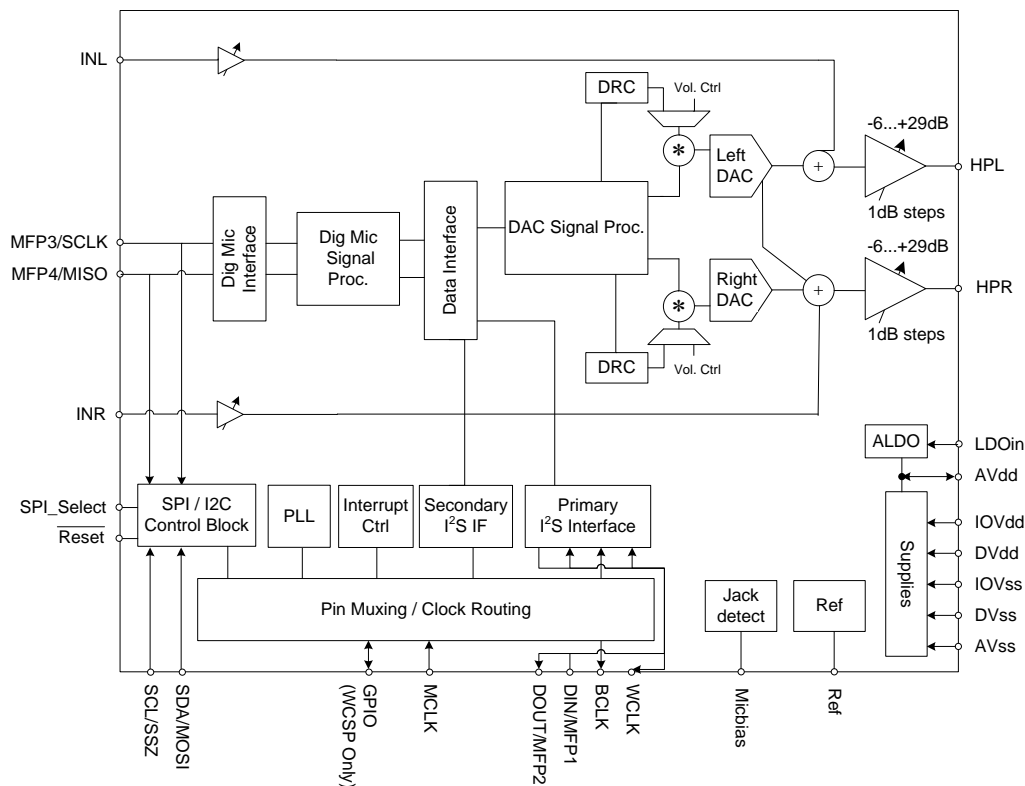 INL
DRC
Vol. Ctrl
-6...+29dB
*
Left
DAC
+
HPL
1dB steps
MFP3/SCLK
MFP4/MISO
Dig Mic
Interface
Dig Mic
Signal
Proc.
Data Interface
DAC Signal Proc.
-6...+29dB
*
Right
DAC
+
HPR
1dB steps
DRC
Vol. Ctrl
INR
ALDO
LDOin
AVdd
SPI_Select
Reset
SPI / I2C
Control Block
PLL
Interrupt
Ctrl
Secondary
I²S IF
Primary
I²S Interface
Supplies
IOVdd
DVdd
IOVss
DVss
AVss
Pin Muxing / Clock Routing
Jack
detect
Ref
SCL/SSZ
SDA/MOSI
GPIO
(WCSP Only)
MCLK
DOUT/MFP2
DIN/MFP1
BCLK
WCLK
Micbias
Ref